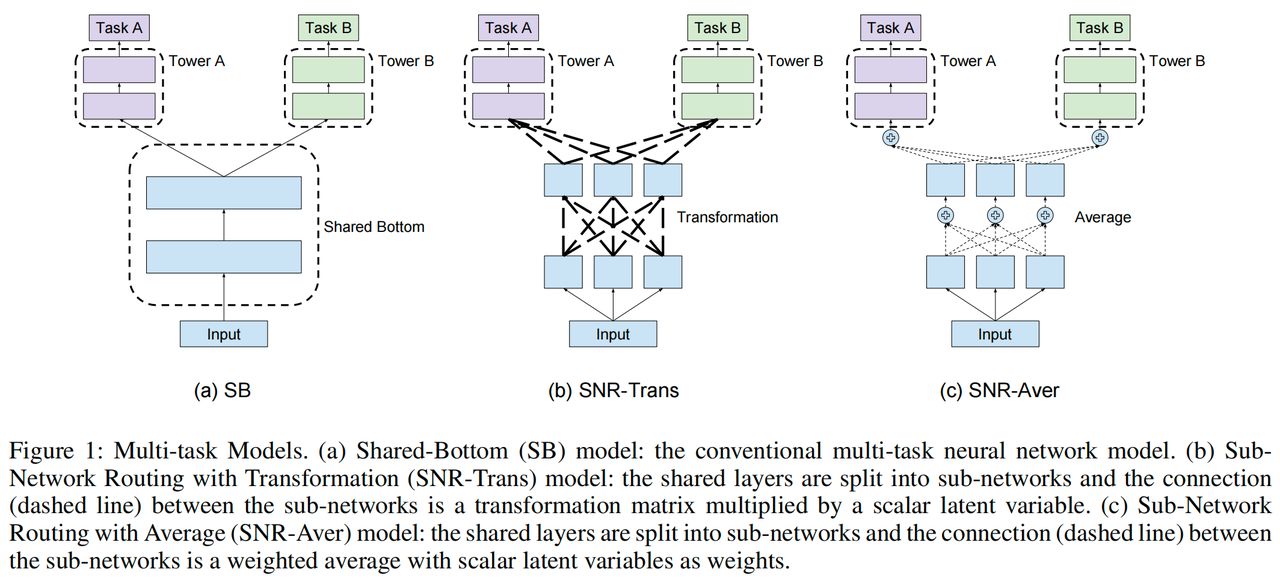 Task A
Task B
Tower A
Tower B
Shared Bottom
Input
(a) SB
Task A
Task B
Tower A
Tower B
Transformation
Input
(b) SNR-Trans
Task A
Task B
Tower A
Tower B
Average
Input
(c) SNR-Aver
Figure 1: Multi-task Models. (a) Shared-Bottom (SB) model: the conventional multi-task neural network model. (b) Sub-
Network Routing with Transformation (SNR-Trans) model: the shared layers are split into sub-networks and the connection
(dashed line) between the sub-networks is a transformation matrix multiplied by a scalar latent variable. (c) Sub-Network
Routing with Average (SNR-Aver) model: the shared layers are split into sub-networks and the connection (dashed line) between
the sub-networks is a weighted average with scalar latent variables as weights.